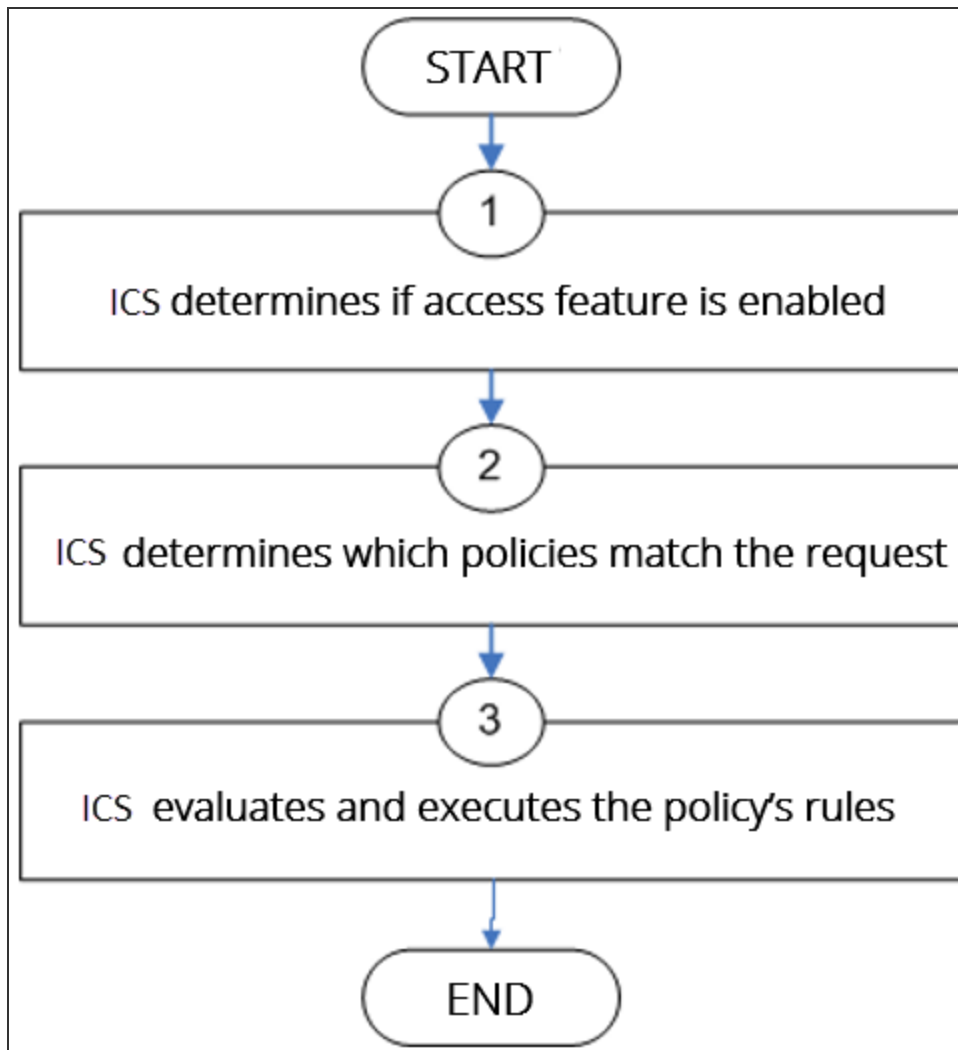 START
1
ICS determines if access feature is enabled
2
ICS determines which policies match the request
3
ICS evaluates and executes the policy’s rules
END